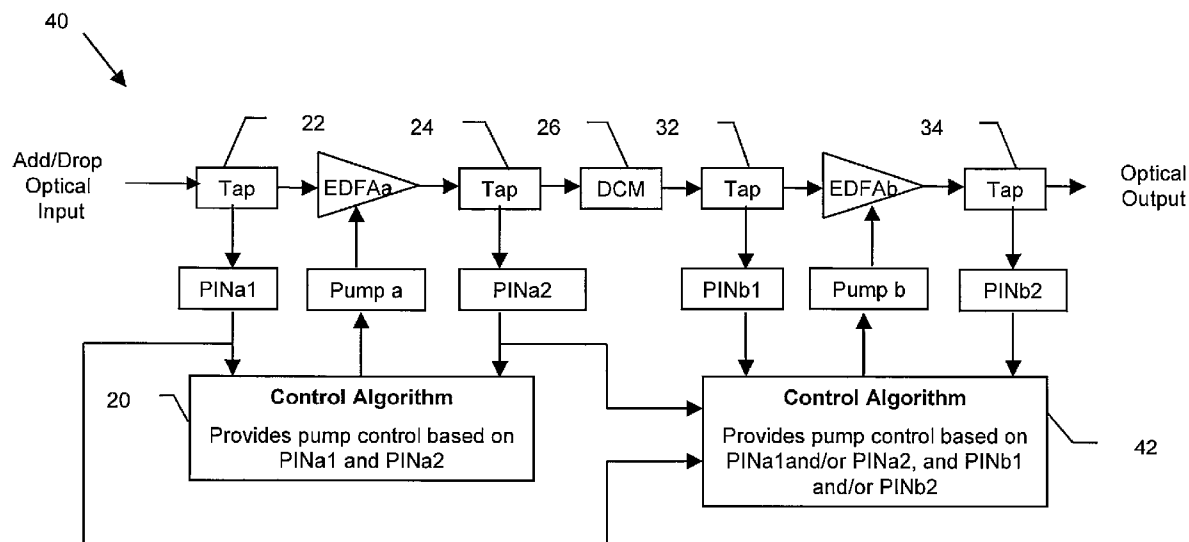 40
22
24
26
32
34
Add/Drop
Optical
Input
Tap
EDFAa
Tap
DCM
Tap
EDFAb
Tap
Optical
Output
PINa1
Pump a
PINa2
PINb1
Pump b
PINb2
20
Control Algorithm
Provides pump control based on
PINa1 and PINa2
Control Algorithm
Provides pump control based on
PINa1and/or PINa2, and PINb1
and/or PINb2
42